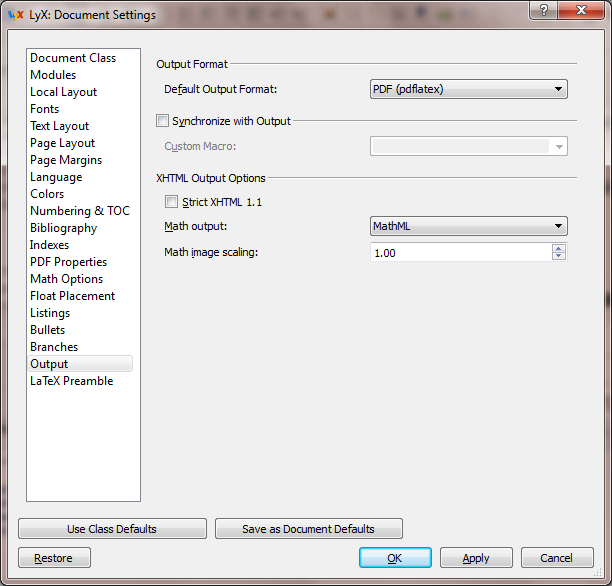 LyX: Document Settings
Document Class
Modules
Local Layout
Fonts
Text Layout
Page Layout
Page Margins
Language
Colors
Numbering & TOC
Bibliography
Indexes
PDF Properties
Math Options
Float Placement
Listings
Bullets
Branches
Output
LaTeX Preamble
Output Format
Default Output Format: PDF (pdflatex)
Synchronize with Output
Custom Macro:
XHTML Output Options
Strict XHTML 1.1
Math output: MathML
Math image scaling: 1.00
Use Class Defaults Save as Document Defaults
Restore OK Apply Cancel